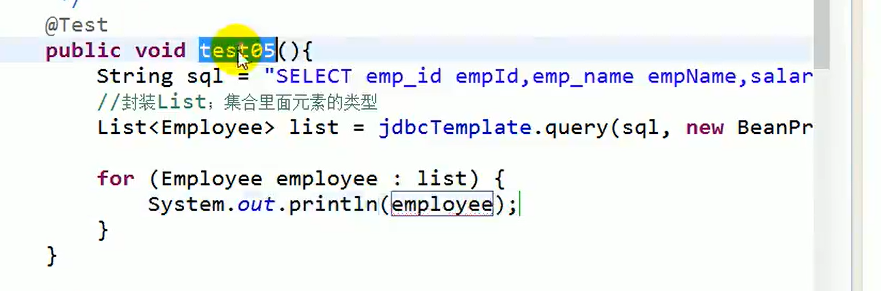 */
@Test
public void test05(){
String sql = "SELECT emp_id empId,emp_name empName,salar
//封装List；集合里面元素的类型
List<Employee> list = jdbcTemplate.query(sql, new BeanPr
for (Employee employee : list) {
System.out.println(employee);
}
}